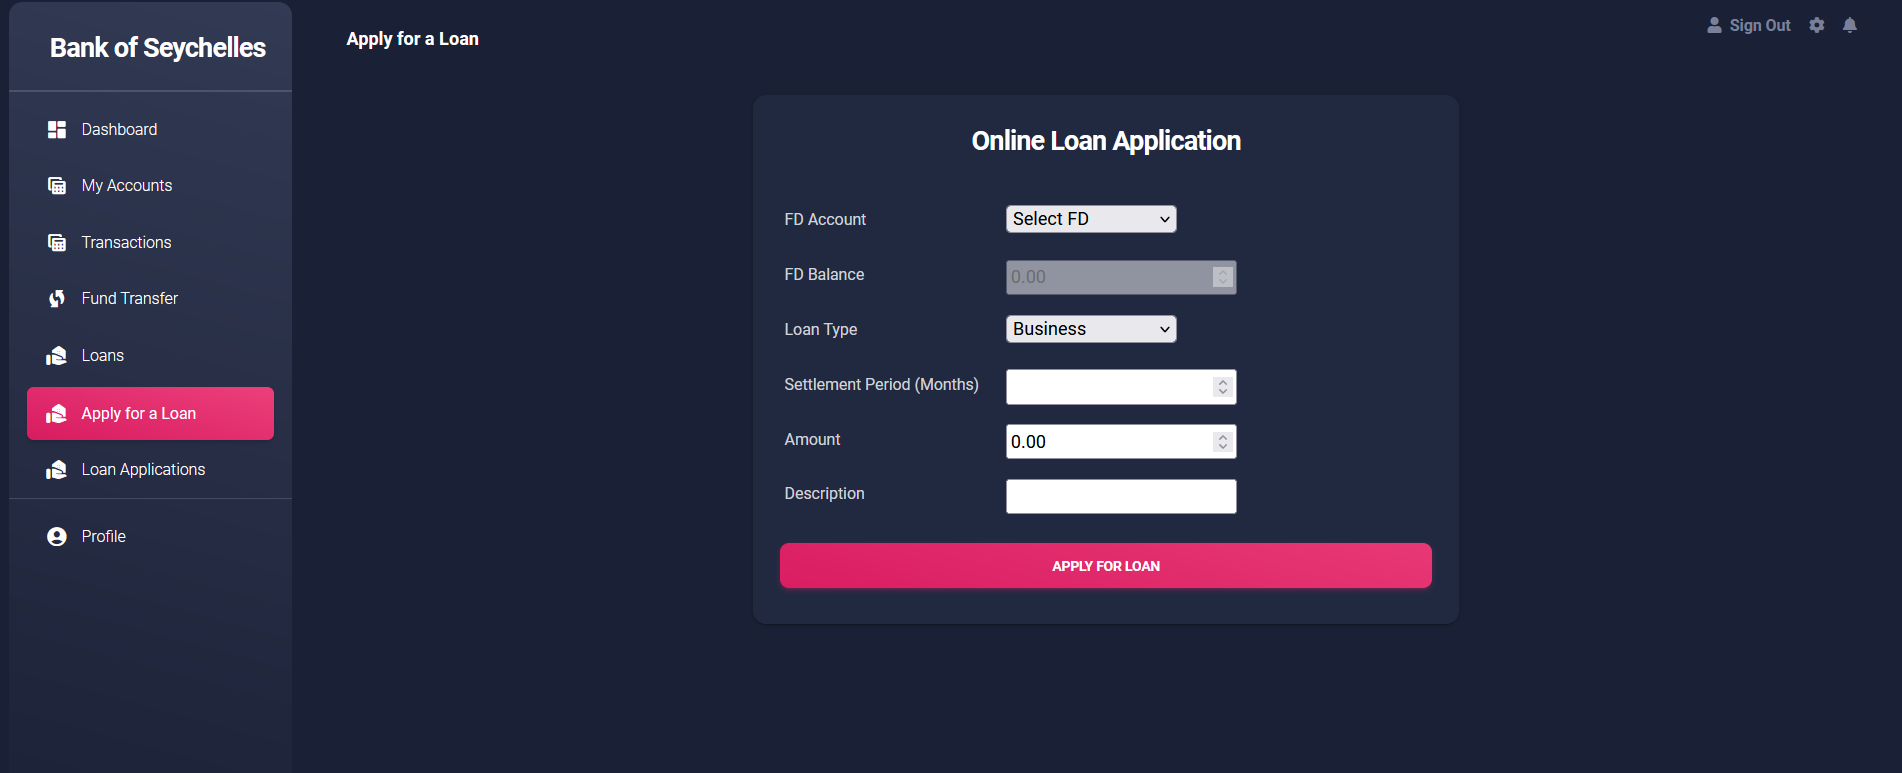 Bank of Seychelles
Dashboard
My Accounts
Transactions
Fund Transfer
Loans
Apply for a Loan
Loan Applications
Profile
Apply for a Loan
Sign Out
Online Loan Application
FD Account Select FD
FD Balance 0.00
Loan Type Business
Settlement Period (Months)
Amount 0.00
Description
APPLY FOR LOAN